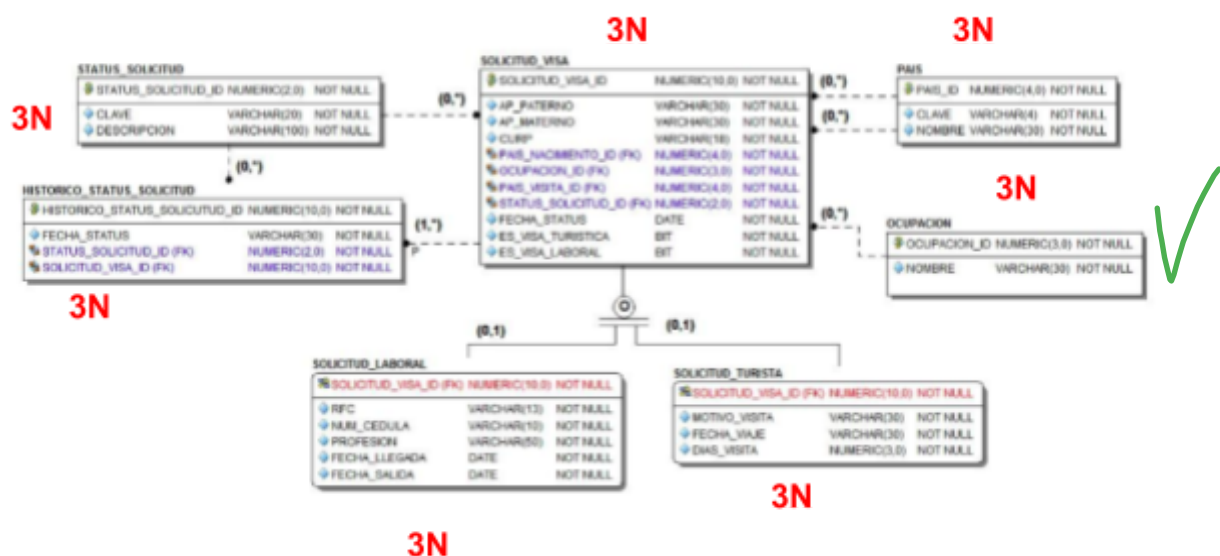 3N
3N
SOLICITUD_VISA
SOLICITUD_VISA_ID NUMERIC(10,0) NOT NULL
AP_PATERNO VARCHAR(30) NOT NULL
AP_MATERNO VARCHAR(30) NOT NULL
CURP VARCHAR(18) NOT NULL
PAIS_NACIMIENTO_ID (FK) NUMERIC(4,0) NOT NULL
OCUPACION_ID (FK) NUMERIC(3,0) NOT NULL
PAIS_VISITA_ID (FK) NUMERIC(4,0) NOT NULL
STATUS_SOLICITUD_ID (FK) NUMERIC(2,0) NOT NULL
FECHA_STATUS DATE NOT NULL
ES_VISA_TURISTICA BIT NOT NULL
ES_VISA_LABORAL BIT NOT NULL
STATUS_SOLICITUD
STATUS_SOLICITUD_ID NUMERIC(2,0) NOT NULL
CLAVE VARCHAR(20) NOT NULL
DESCRIPCION VARCHAR(100) NOT NULL
3N
(0,*)
(0,*)
HISTORICO_STATUS_SOLICITUD
HISTORICO_STATUS_SOLICUTUD_ID NUMERIC(10,0) NOT NULL
FECHA_STATUS VARCHAR(30) NOT NULL
STATUS_SOLICITUD_ID (FK) NUMERIC(2,0) NOT NULL
SOLICITUD_VISA_ID (FK) NUMERIC(10,0) NOT NULL
(1,*)
P
3N
PAIS
PAIS_ID NUMERIC(4,0) NOT NULL
CLAVE VARCHAR(4) NOT NULL
NOMBRE VARCHAR(30) NOT NULL
(0,*)
(0,*)
3N
(0,*)
OCUPACION
OCUPACION_ID NUMERIC(3,0) NOT NULL
NOMBRE VARCHAR(30) NOT NULL
(0,1)
(0,1)
SOLICITUD_LABORAL
SOLICITUD_VISA_ID (FK) NUMERIC(10,0) NOT NULL
RFC VARCHAR(13) NOT NULL
NUM_CEDULA VARCHAR(10) NOT NULL
PROFESION VARCHAR(50) NOT NULL
FECHA_LLEGADA DATE NOT NULL
FECHA_SALIDA DATE NOT NULL
3N
SOLICITUD_TURISTA
SOLICITUD_VISA_ID (FK) NUMERIC(10,0) NOT NULL
MOTIVO_VISITA VARCHAR(30) NOT NULL
FECHA_VIAJE VARCHAR(30) NOT NULL
DIAS_VISITA NUMERIC(3,0) NOT NULL
3N